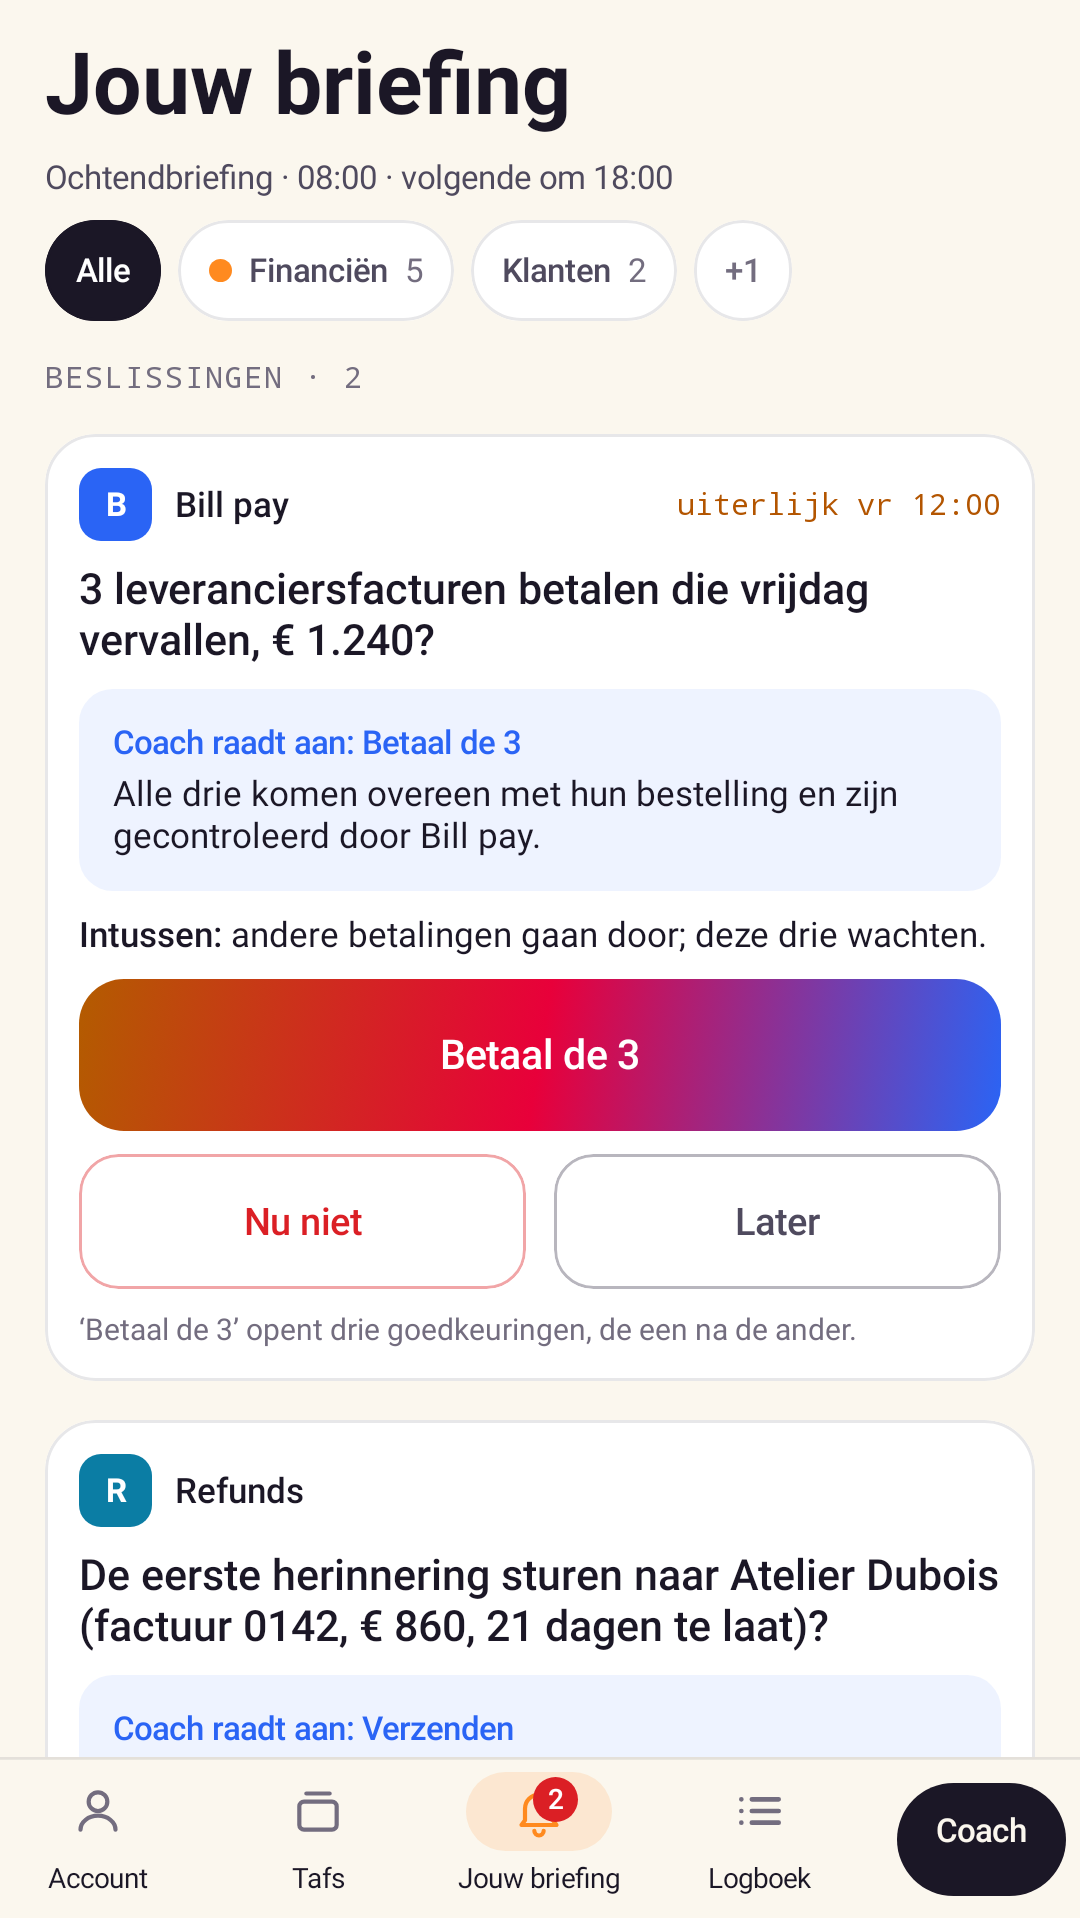 Jouw briefing
Ochtendbriefing · 08:00 · volgende om 18:00
Alle
Financiën 5
Klanten 2
+1
BESLISSINGEN · 2
B
Bill pay
uiterlijk vr 12:00
3 leveranciersfacturen betalen die vrijdag
vervallen, € 1.240?
Coach raadt aan: Betaal de 3
Alle drie komen overeen met hun bestelling en zijn
gecontroleerd door Bill pay.
Intussen: andere betalingen gaan door; deze drie wachten.
Betaal de 3
Nu niet
Later
‘Betaal de 3’ opent drie goedkeuringen, de een na de ander.
R
Refunds
De eerste herinnering sturen naar Atelier Dubois
(factuur 0142, € 860, 21 dagen te laat)?
Coach raadt aan: Verzenden
2
Account
Tafs
Jouw briefing
Logboek
Coach